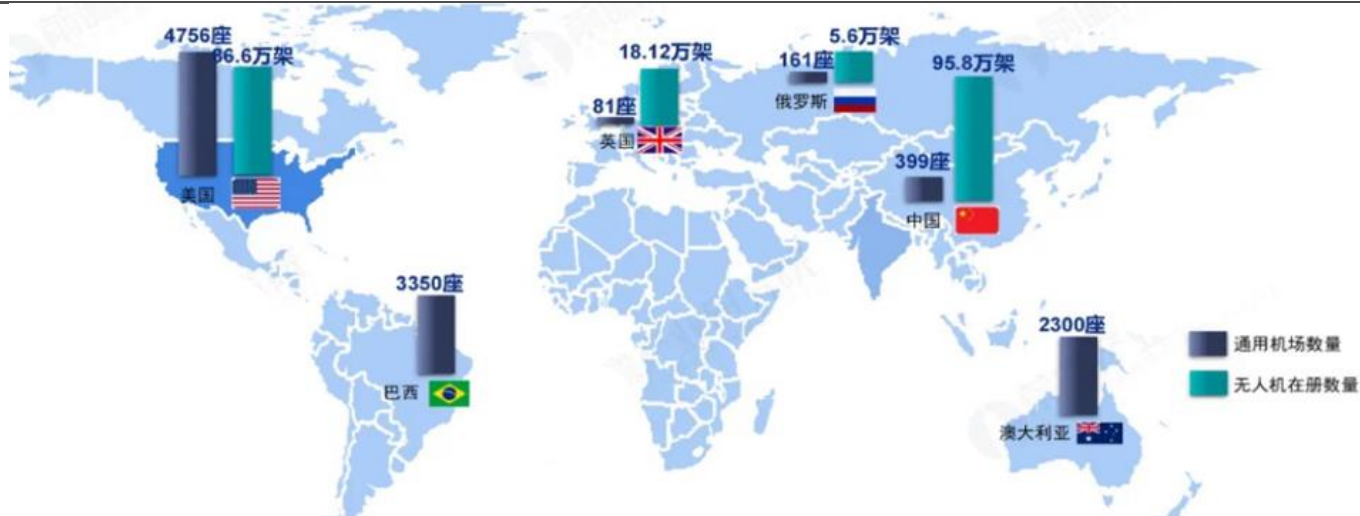 4756座
86.6万架
美国
18.12万架
81座
英国
5.6万架
161座
俄罗斯
95.8万架
399座
中国
3350座
巴西
2300座
澳大利亚
通用机场数量
无人机在册数量